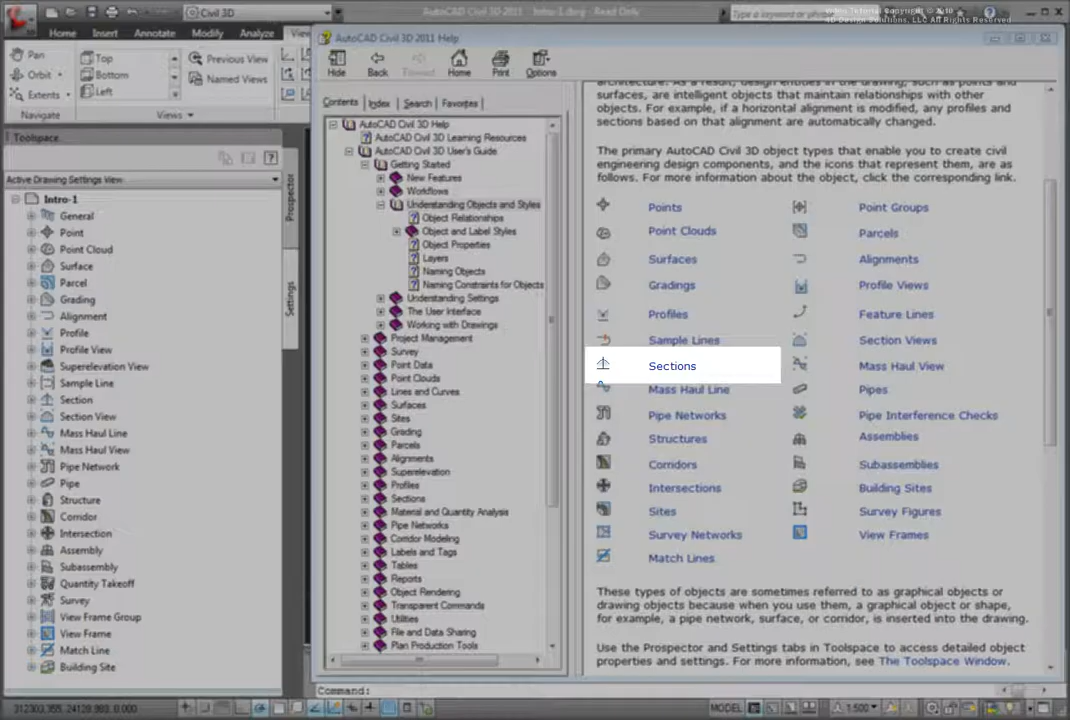 Civil 3D
AutoCAD Civil 3D 2011 Intro-1.dwg - Read Only
Type a keyword or phrase
Copyright © 2010
3D Design Solutions, LLC All Rights Reserved
Home Insert Annotate Modify Analyze
Pan
Orbit
Extents
Navigate
Top
Bottom
Left
Previous View
Named Views
Views
Toolspace
Active Drawing Settings View
Prospector
Settings
Intro-1
General
Point
Point Cloud
Surface
Parcel
Grading
Alignment
Profile
Profile View
Superelevation View
Sample Line
Section
Section View
Mass Haul Line
Mass Haul View
Pipe Network
Pipe
Structure
Corridor
Intersection
Assembly
Subassembly
Quantity Takeoff
Survey
View Frame Group
View Frame
Match Line
Building Site
AutoCAD Civil 3D 2011 Help
Hide Back Forward Home Print Options
Contents Index Search Favorites
AutoCAD Civil 3D Help
AutoCAD Civil 3D Learning Resources
AutoCAD Civil 3D User's Guide
Getting Started
New Features
Workflows
Understanding Objects and Styles
Object Relationships
Object and Label Styles
Object Properties
Layers
Naming Objects
Naming Constraints for Objects
Understanding Settings
The User Interface
Working with Drawings
Project Management
Survey
Point Data
Point Clouds
Lines and Curves
Surfaces
Sites
Grading
Parcels
Alignments
Superelevation
Profiles
Sections
Material and Quantity Analysis
Pipe Networks
Corridor Modeling
Labels and Tags
Tables
Reports
Object Rendering
Transparent Commands
Utilities
File and Data Sharing
Plan Production Tools
architecture. As a result, design entities in the drawing, such as points and
surfaces, are intelligent objects that maintain relationships with other
objects. For example, if a horizontal alignment is modified, any profiles and
sections based on that alignment are automatically changed.
The primary AutoCAD Civil 3D object types that enable you to create civil
engineering design components, and the icons that represent them, are as
follows. For more information about the object, click the corresponding link.
Points Point Groups
Point Clouds Parcels
Surfaces Alignments
Gradings Profile Views
Profiles Feature Lines
Sample Lines Section Views
Sections Mass Haul View
Mass Haul Line Pipes
Pipe Networks Pipe Interference Checks
Structures Assemblies
Corridors Subassemblies
Intersections Building Sites
Sites Survey Figures
Survey Networks View Frames
Match Lines
These types of objects are sometimes referred to as graphical objects or
drawing objects because when you use them, a graphical object or shape,
for example, a pipe network, surface, or corridor, is inserted into the drawing.
Use the Prospector and Settings tabs in Toolspace to access detailed object
properties and settings. For more information, see The Toolspace Window.
Command:
MODEL
1:500